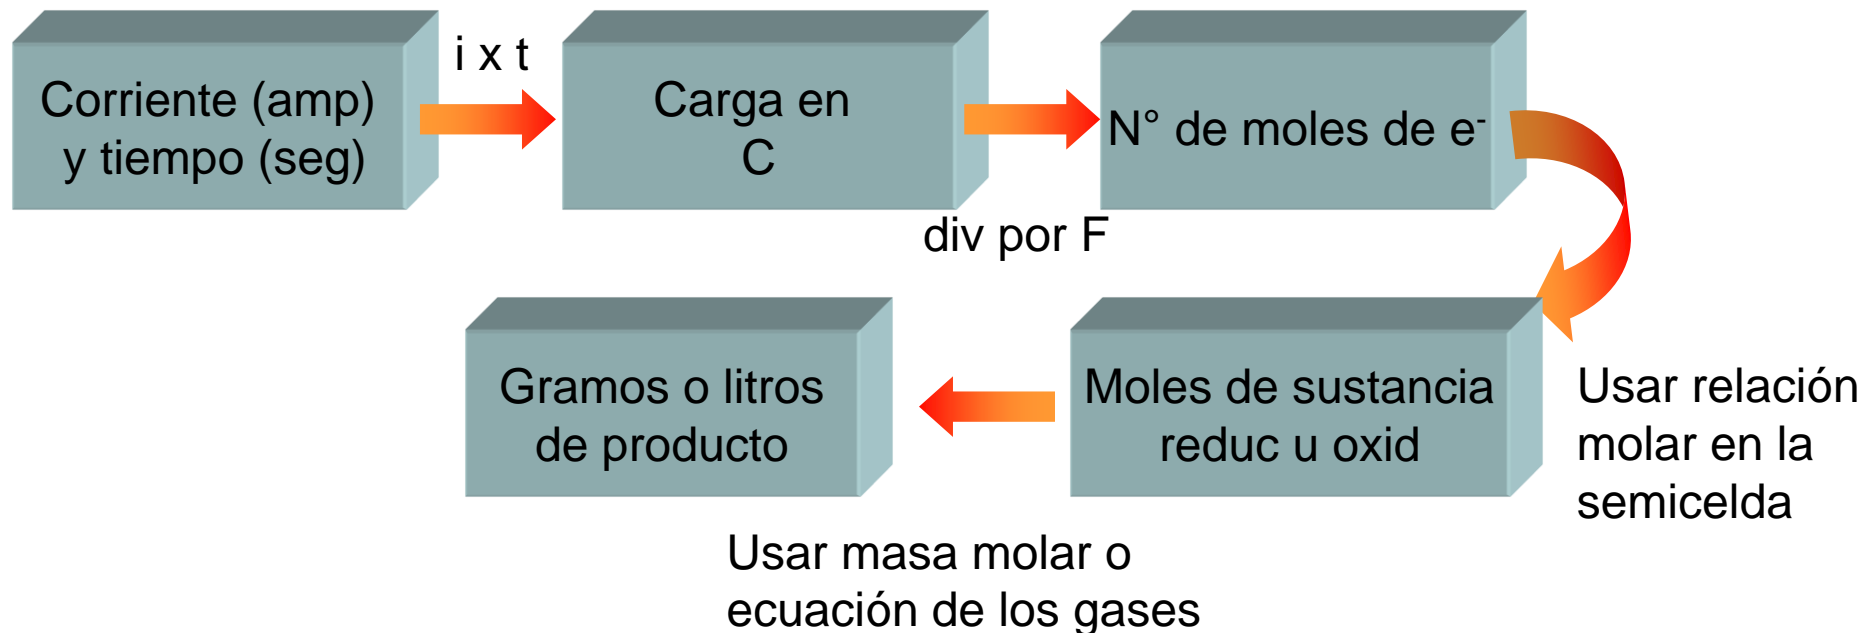 Corriente (amp)
y tiempo (seg)
i x t
Carga en
C
div por F
N° de moles de e-
Usar relación
molar en la
semicelda
Moles de sustancia
reduc u oxid
Usar masa molar o
ecuación de los gases
Gramos o litros
de producto